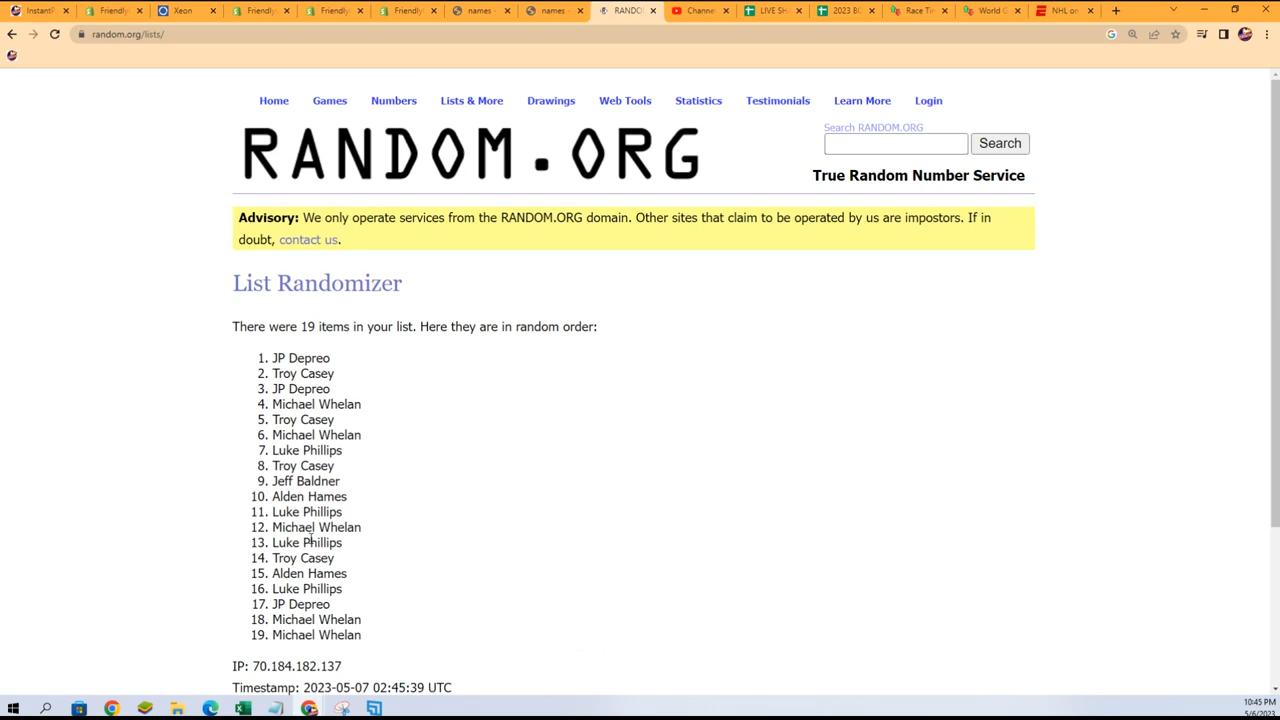 InstantP
Friendly
Xeon
Friendly
Friendly
Friendly
names -
names -
RANDO
Channel
LIVE SH
2023 BO
Race Tir
World G
NHL on
random.org/lists/
Home Games Numbers Lists & More Drawings Web Tools Statistics Testimonials Learn More Login
RANDOM.ORG
Search RANDOM.ORG
Search
True Random Number Service
Advisory: We only operate services from the RANDOM.ORG domain. Other sites that claim to be operated by us are impostors. If in
doubt, contact us.
List Randomizer
There were 19 items in your list. Here they are in random order:
1. JP Depreo
2. Troy Casey
3. JP Depreo
4. Michael Whelan
5. Troy Casey
6. Michael Whelan
7. Luke Phillips
8. Troy Casey
9. Jeff Baldner
10. Alden Hames
11. Luke Phillips
12. Michael Whelan
13. Luke Phillips
14. Troy Casey
15. Alden Hames
16. Luke Phillips
17. JP Depreo
18. Michael Whelan
19. Michael Whelan
IP: 70.184.182.137
Timestamp: 2023-05-07 02:45:39 UTC
10:45 PM
5/6/2023